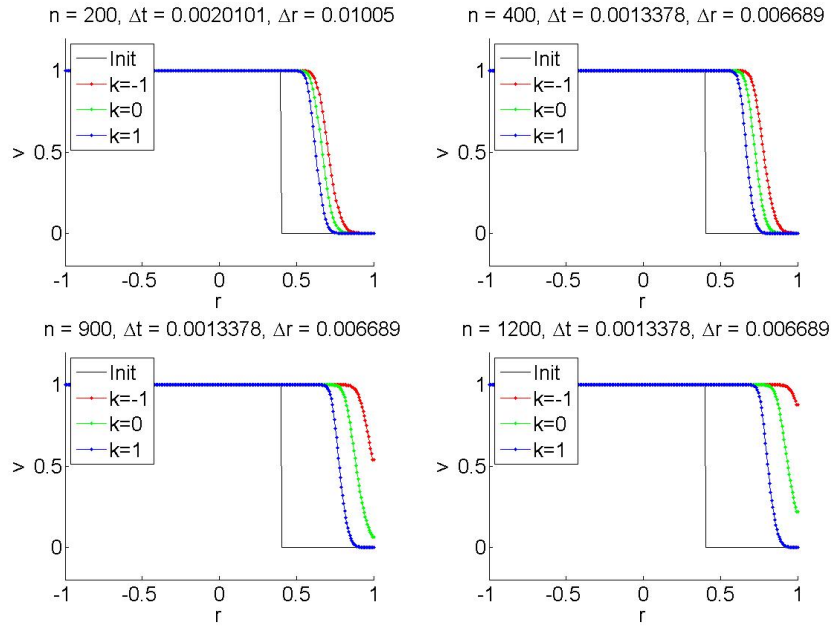 n = 200, Δt = 0.0020101, Δr = 0.01005
1
0.5
0
v
Init
k=-1
k=0
k=1
-1 -0.5 0 0.5 1
r
n = 400, Δt = 0.0013378, Δr = 0.006689
1
0.5
0
v
Init
k=-1
k=0
k=1
-1 -0.5 0 0.5 1
r
n = 900, Δt = 0.0013378, Δr = 0.006689
1
0.5
0
v
Init
k=-1
k=0
k=1
-1 -0.5 0 0.5 1
r
n = 1200, Δt = 0.0013378, Δr = 0.006689
1
0.5
0
v
Init
k=-1
k=0
k=1
-1 -0.5 0 0.5 1
r